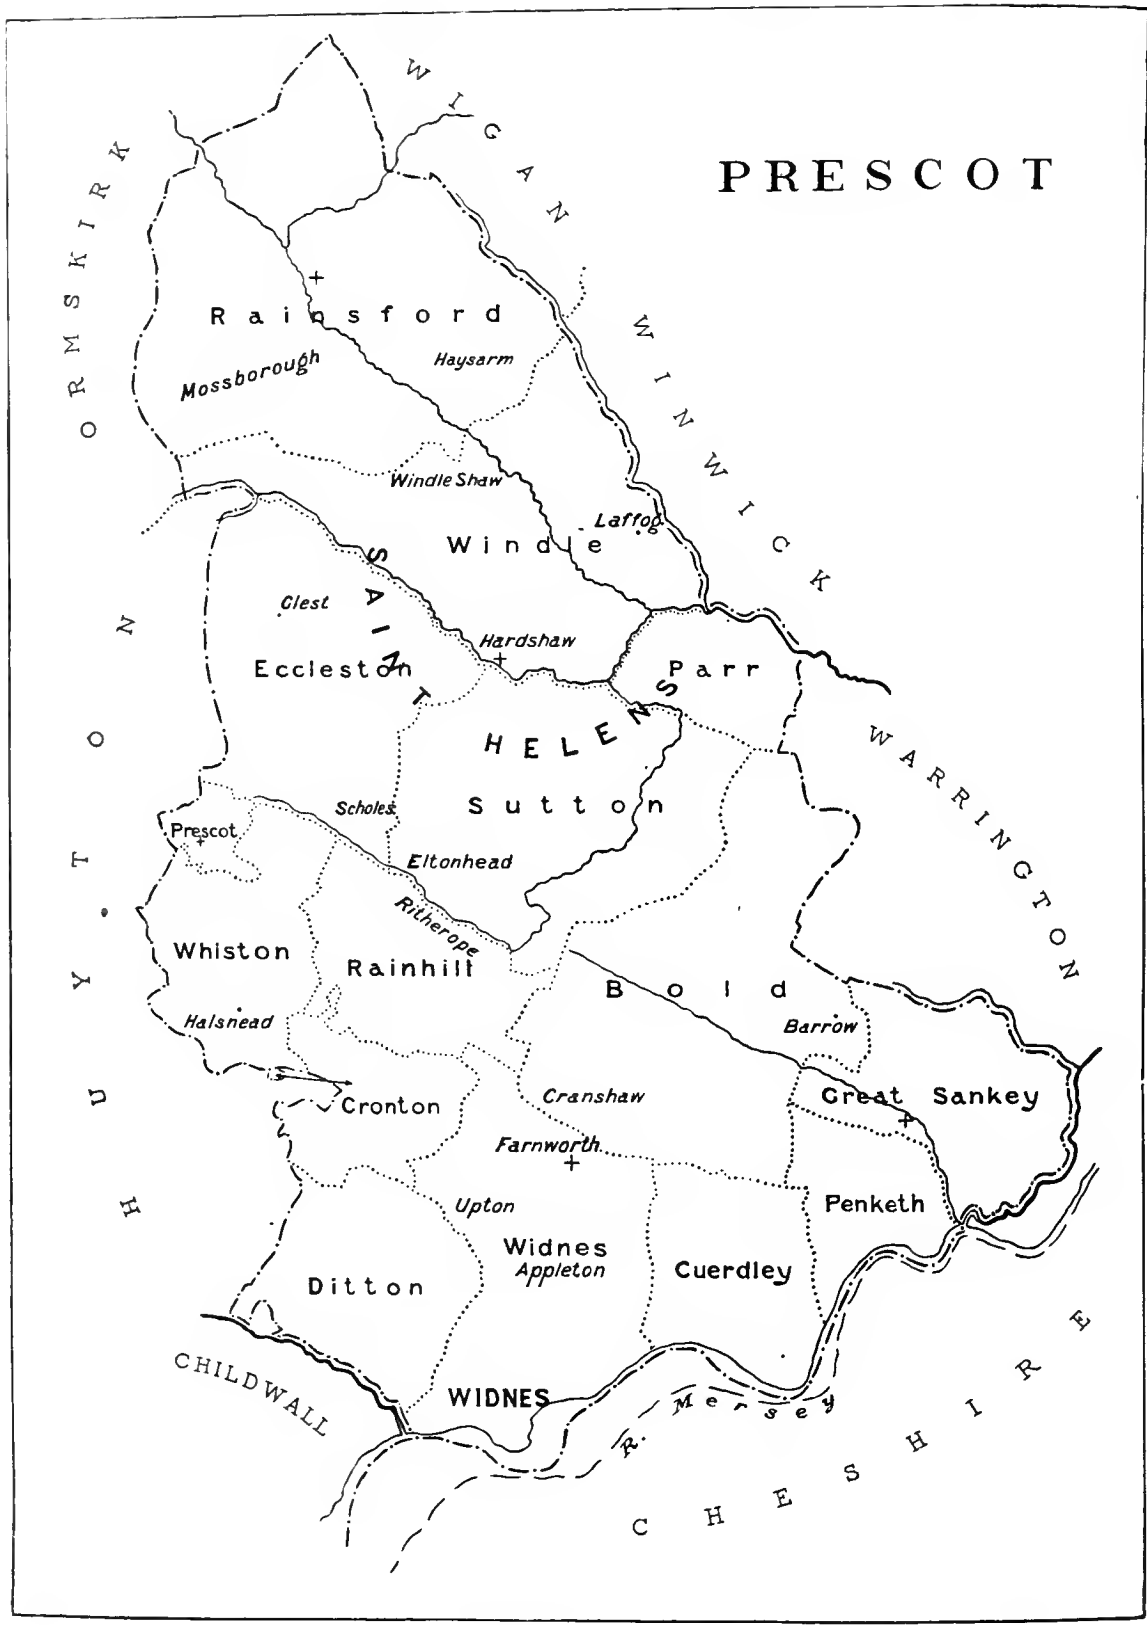 PRESCOT
WIGAN
ORMSKIRK
WINWICK
Rainsford
Mossborough
Haysarm
Windle Shaw
Laffog
Windle
Clest
SAINT HELENS
Hardshaw
Eccleston
Parr
WARRINGTON
HUYTON
Scholes
Sutton
Prescot
Eltonhead
Ritherope
Whiston
Rainhill
Bold
Halsnead
Barrow
Cronton
Cranshaw
Great Sankey
Farnworth
Upton
Penketh
Widnes
Appleton
Cuerdley
Ditton
CHILDWALL
WIDNES
R. Mersey
CHESHIRE